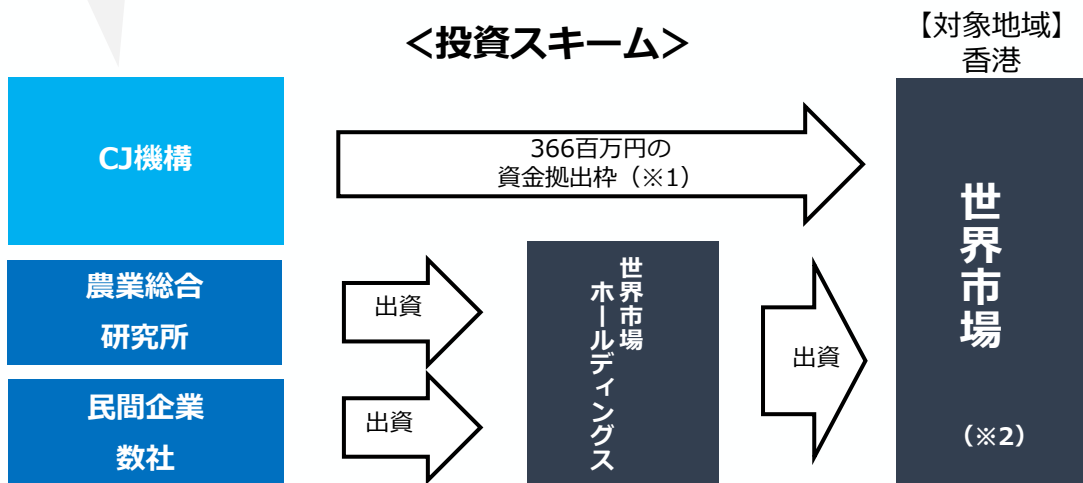 <投資スキーム>
【対象地域】
香港
CJ機構
366百万円の
資金拠出枠（※1）
世界市場
（※2）
農業総合
研究所
出資
世界市場
ホールディングス
出資
民間企業
数社
出資